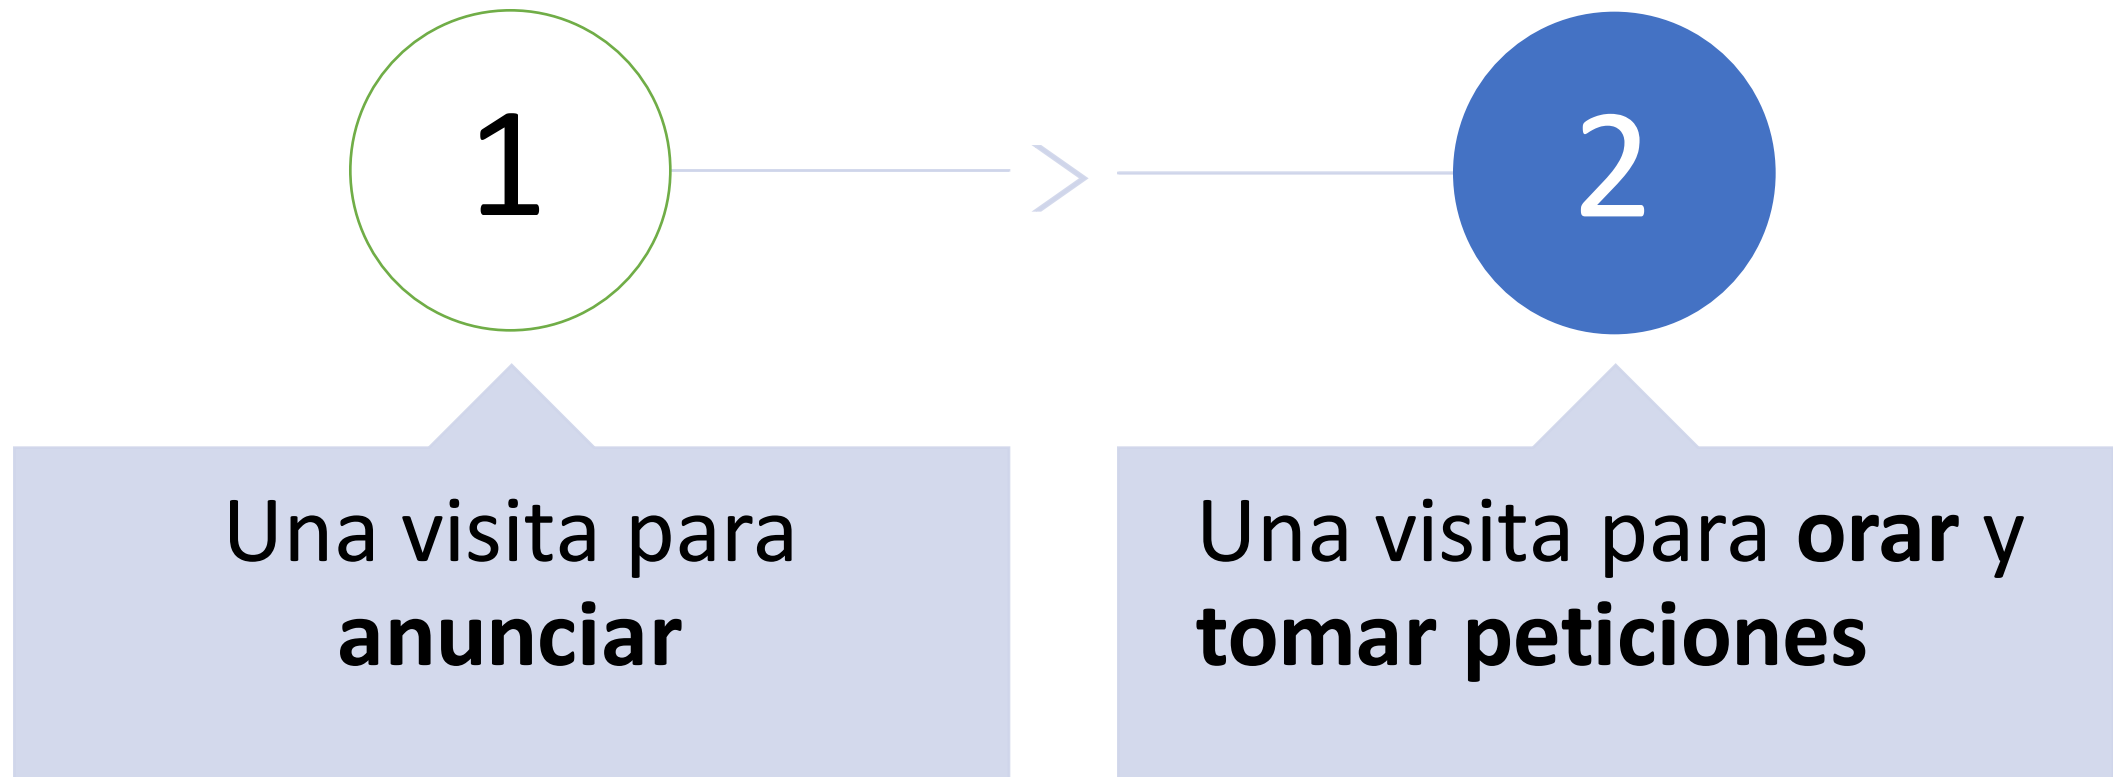 1
Una visita para
anunciar
2
Una visita para orar y
tomar peticiones